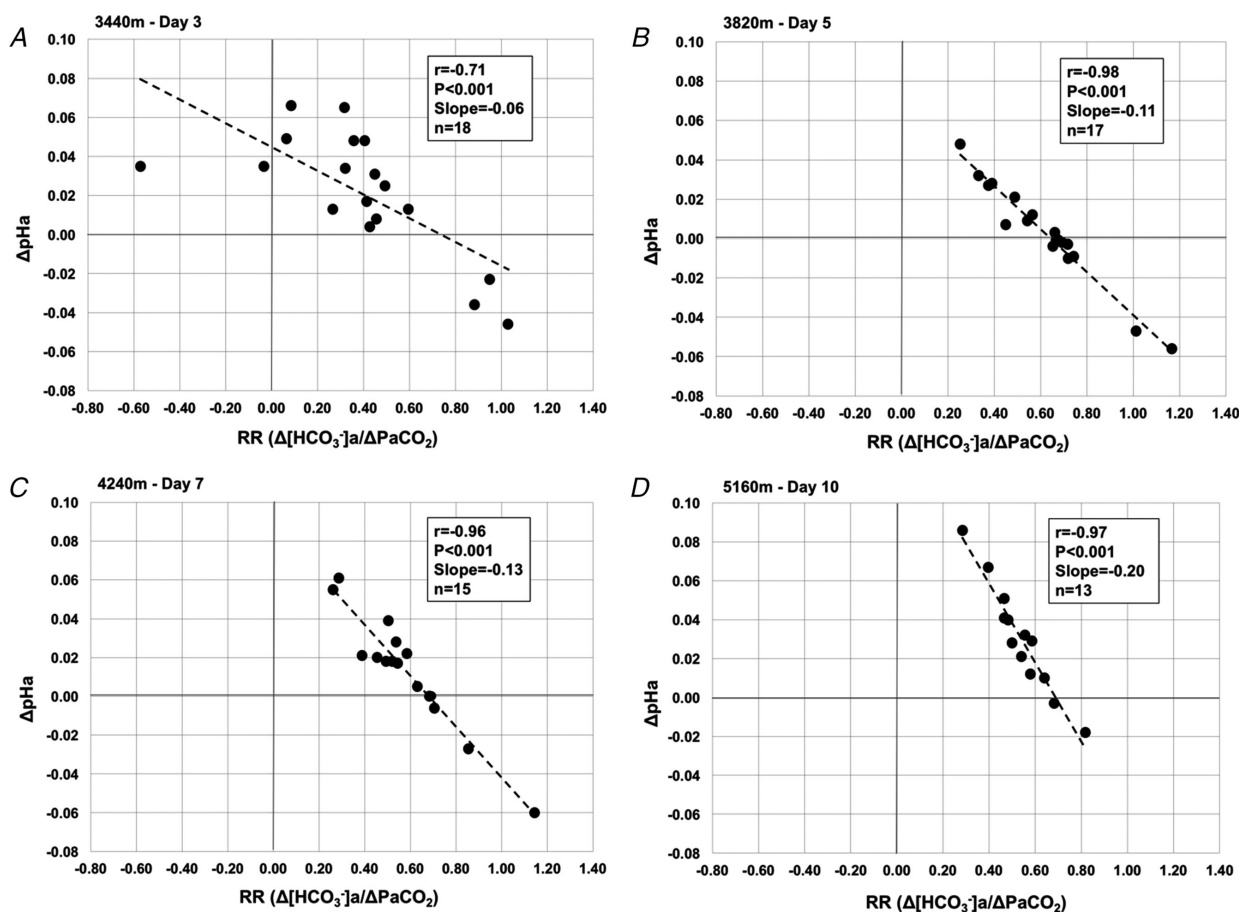 A
3440m - Day 3
0.10
0.08
0.06
0.04
0.02
0.00
-0.02
-0.04
-0.06
-0.08
ΔpHa
r=-0.71
P<0.001
Slope=-0.06
n=18
-0.80 -0.60 -0.40 -0.20 0.00 0.20 0.40 0.60 0.80 1.00 1.20 1.40
RR (Δ[HCO₃⁻]a/ΔPaCO₂)
B
3820m - Day 5
0.10
0.08
0.06
0.04
0.02
0.00
-0.02
-0.04
-0.06
-0.08
ΔpHa
r=-0.98
P<0.001
Slope=-0.11
n=17
-0.80 -0.60 -0.40 -0.20 0.00 0.20 0.40 0.60 0.80 1.00 1.20 1.40
RR (Δ[HCO₃⁻]a/ΔPaCO₂)
C
4240m - Day 7
0.10
0.08
0.06
0.04
0.02
0.00
-0.02
-0.04
-0.06
-0.08
ΔpHa
r=-0.96
P<0.001
Slope=-0.13
n=15
-0.80 -0.60 -0.40 -0.20 0.00 0.20 0.40 0.60 0.80 1.00 1.20 1.40
RR (Δ[HCO₃⁻]a/ΔPaCO₂)
D
5160m - Day 10
0.10
0.08
0.06
0.04
0.02
0.00
-0.02
-0.04
-0.06
-0.08
ΔpHa
r=-0.97
P<0.001
Slope=-0.20
n=13
-0.80 -0.60 -0.40 -0.20 0.00 0.20 0.40 0.60 0.80 1.00 1.20 1.40
RR (Δ[HCO₃⁻]a/ΔPaCO₂)